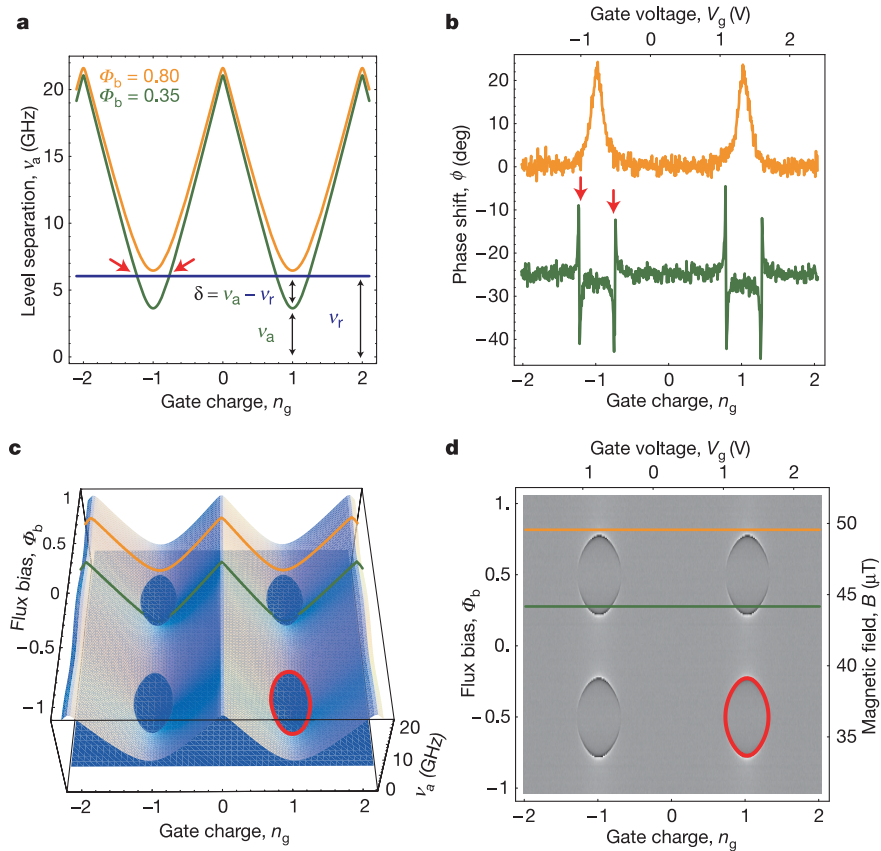 a
Level separation, νa (GHz)
20
15
10
5
0
Φb = 0.80
Φb = 0.35
δ = νa – νr
νa
νr
−2
−1
0
1
2
Gate charge, ng
b
Gate voltage, Vg (V)
−1
0
1
Phase shift, ϕ (deg)
20
10
0
−10
−20
−30
−40
−2
−1
0
1
2
Gate charge, ng
c
Flux bias, Φb
1
0.5
0
−0.5
−1
20
10
0
νa (GHz)
−2
−1
0
1
2
Gate charge, ng
d
Gate voltage, Vg (V)
−1
0
1
2
Flux bias, Φb
1.
0.5
0.
−0.5
−1
50
45
40
35
Magnetic field, B (μT)
−2
−1
0
1
2
Gate charge, ng